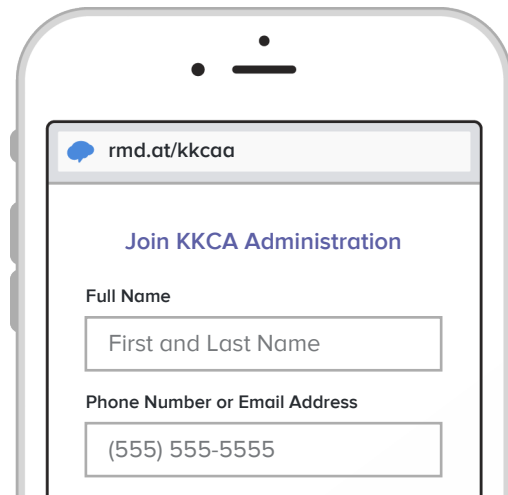 rmd.at/kkcaa
Join KKCA Administration
Full Name
First and Last Name
Phone Number or Email Address
(555) 555-5555